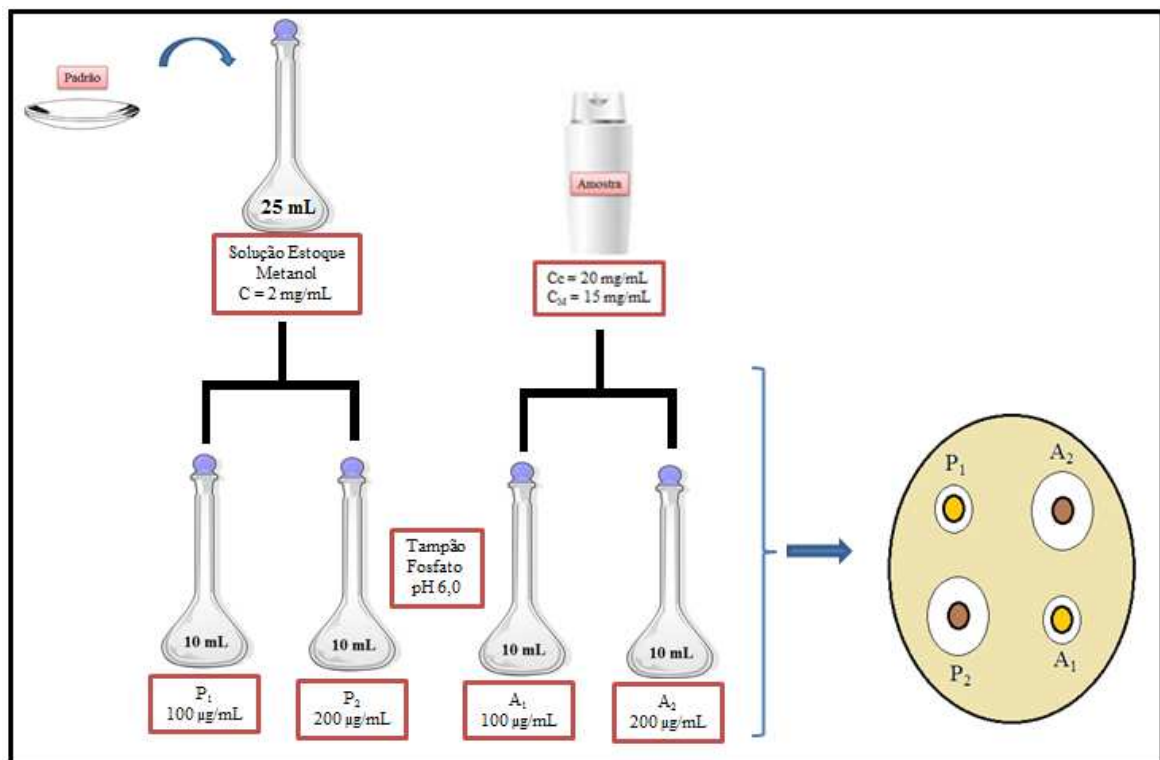 Padrão
25 mL
Solução Estoque
Metanol
C = 2 mg/mL
Amostra
Cc = 20 mg/mL
C_M = 15 mg/mL
10 mL
10 mL
Tampão
Fosfato
pH 6,0
10 mL
10 mL
P₁
100 µg/mL
P₂
200 µg/mL
A₁
100 µg/mL
A₂
200 µg/mL
P₁
A₂
P₂
A₁